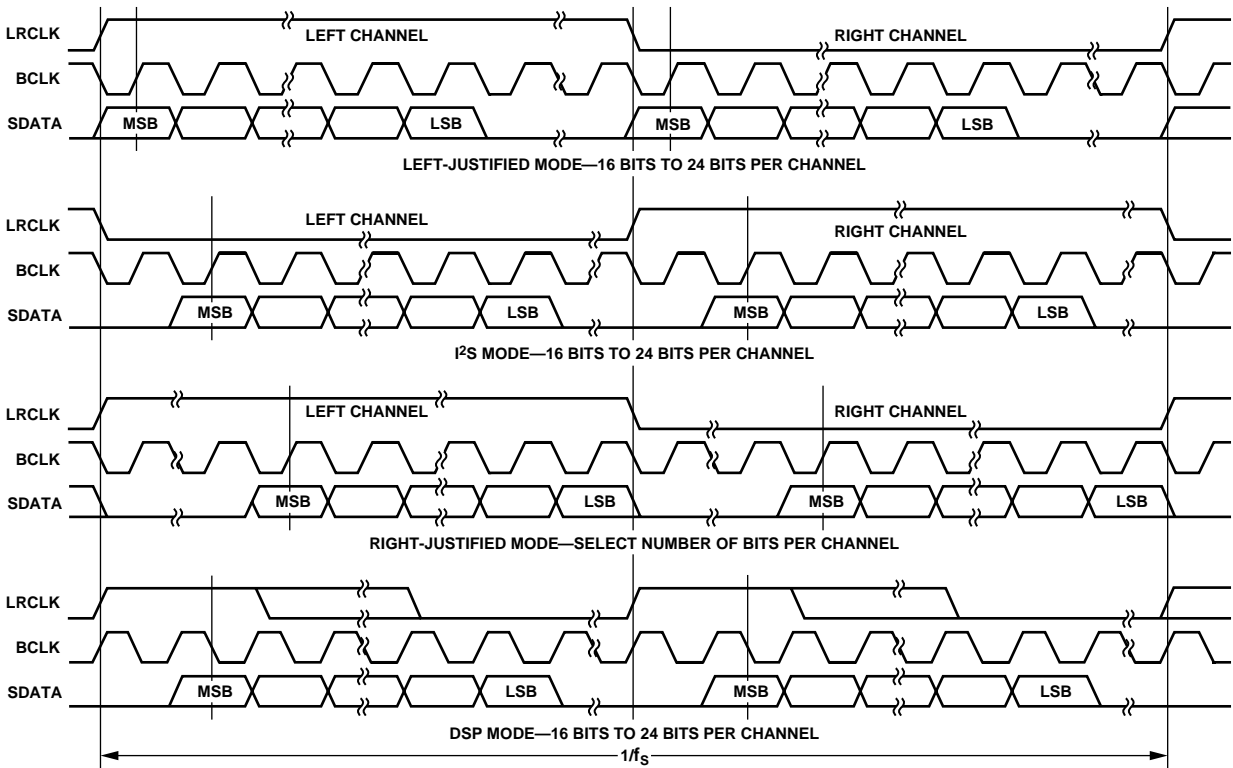 LRCLK LEFT CHANNEL RIGHT CHANNEL
BCLK
SDATA MSB LSB MSB LSB
LEFT-JUSTIFIED MODE—16 BITS TO 24 BITS PER CHANNEL
LRCLK LEFT CHANNEL RIGHT CHANNEL
BCLK
SDATA MSB LSB MSB LSB
I²S MODE—16 BITS TO 24 BITS PER CHANNEL
LRCLK LEFT CHANNEL RIGHT CHANNEL
BCLK
SDATA MSB LSB MSB LSB
RIGHT-JUSTIFIED MODE—SELECT NUMBER OF BITS PER CHANNEL
LRCLK
BCLK
SDATA MSB LSB MSB LSB
DSP MODE—16 BITS TO 24 BITS PER CHANNEL
1/fS